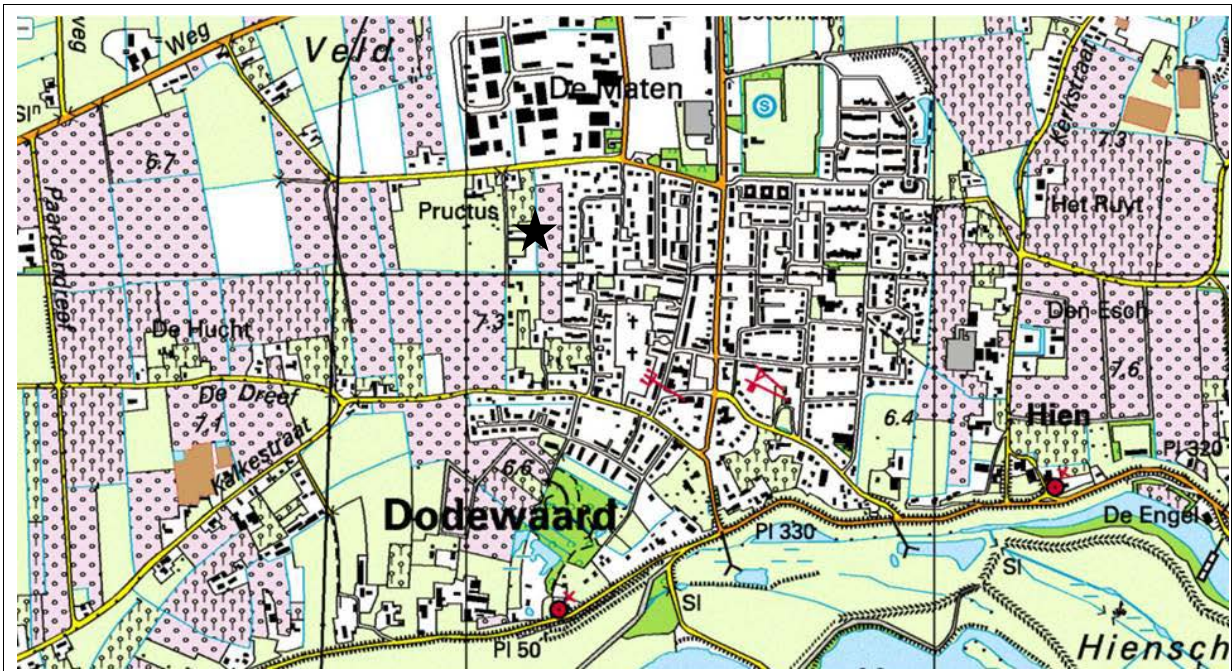 Weg
Veld
De Maten
S
Kerkstraat
Sln
6.7
7.3
Paardendreef
Pructus
Het Ruyt
De Hucht
7.3
Den Esch
De Dreef
7.6
7.1
6.4
Hien
Kalkestraat
6.6
Pl 320
K
Dodewaard
De Engel
Pl 330
Sl
K
Sl
Pl 50
Hiensch